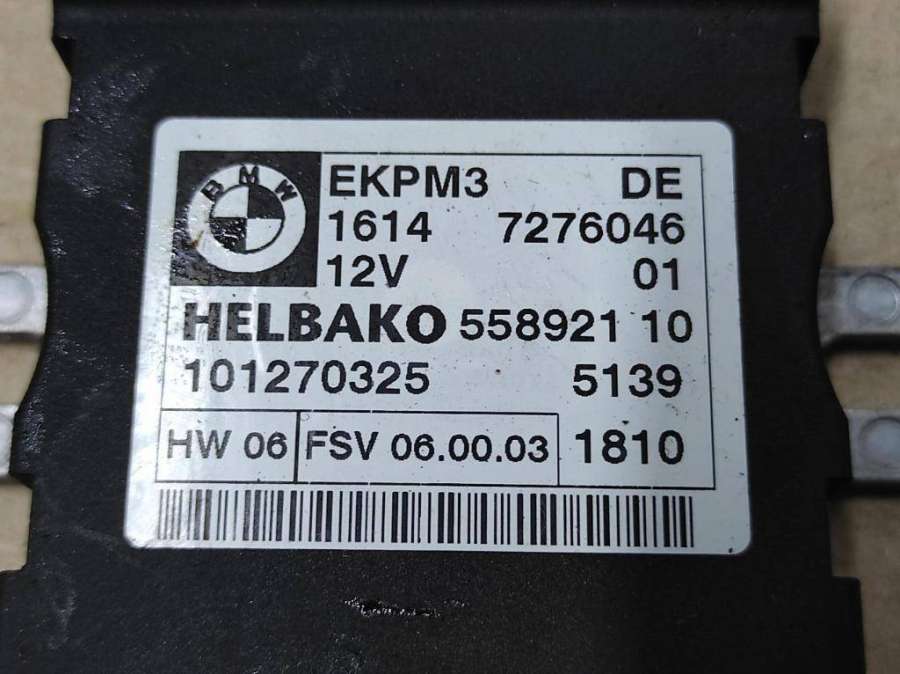 BMW
EKPM3 DE
1614 7276046
12V 01
HELBAKO 558921 10
101270325 5139
HW 06 FSV 06.00.03 1810